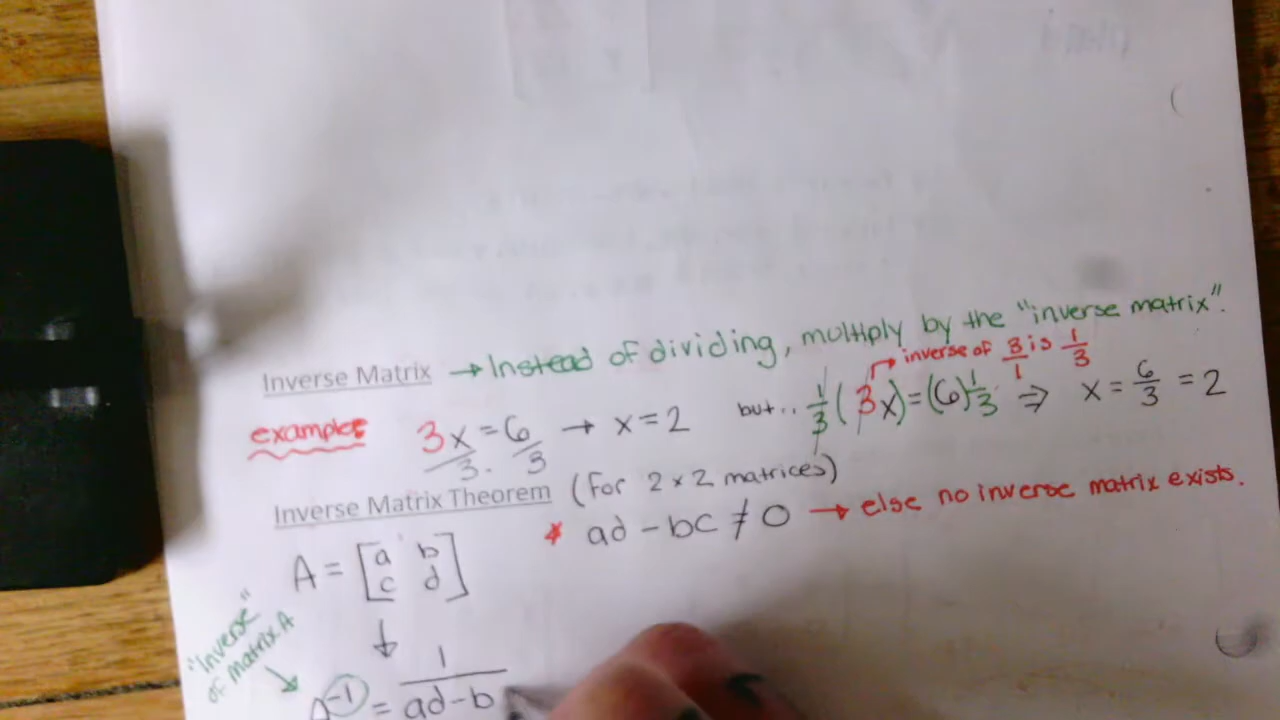 Inverse Matrix → Instead of dividing, multiply by the "inverse matrix".
inverse of 3/1 is 1/3
example: 3x/3 = 6/3 → x = 2 but.. 1/3(3x) = (6)1/3 ⇒ x = 6/3 = 2
Inverse Matrix Theorem (for 2 x 2 matrices)
* ad - bc ≠ 0 → else no inverse matrix exists.
A = [a b
c d]
↓
"Inverse"
of matrix A
A⁻¹ = 1/ad-b